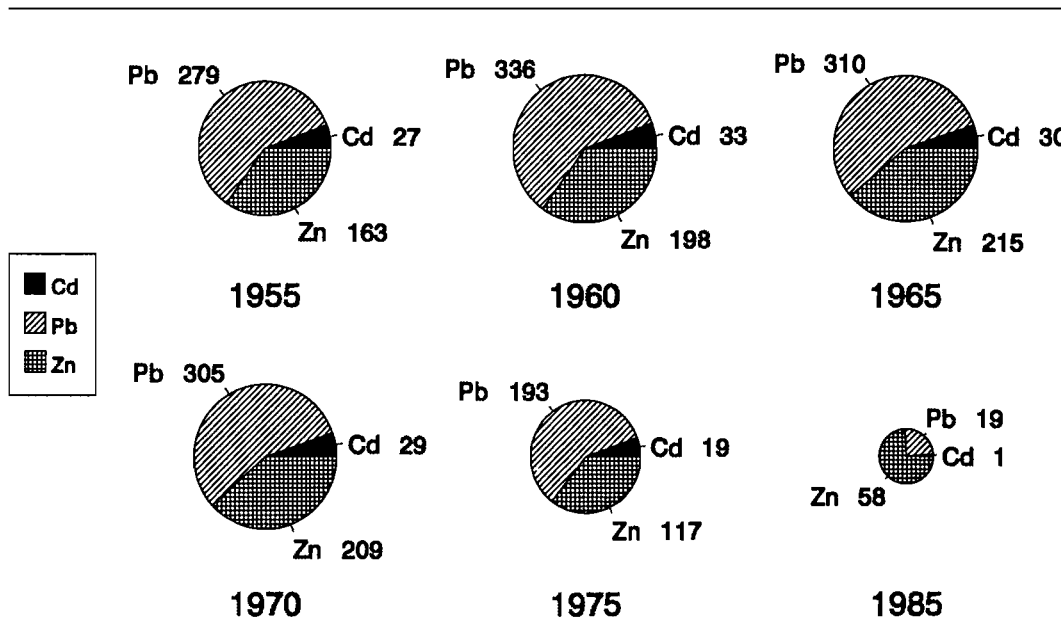 Pb 279
Cd 27
Zn 163
1955
Pb 336
Cd 33
Zn 198
1960
Pb 310
Cd 30
Zn 215
1965
Cd
Pb
Zn
Pb 305
Cd 29
Zn 209
1970
Pb 193
Cd 19
Zn 117
1975
Pb 19
Cd 1
Zn 58
1985